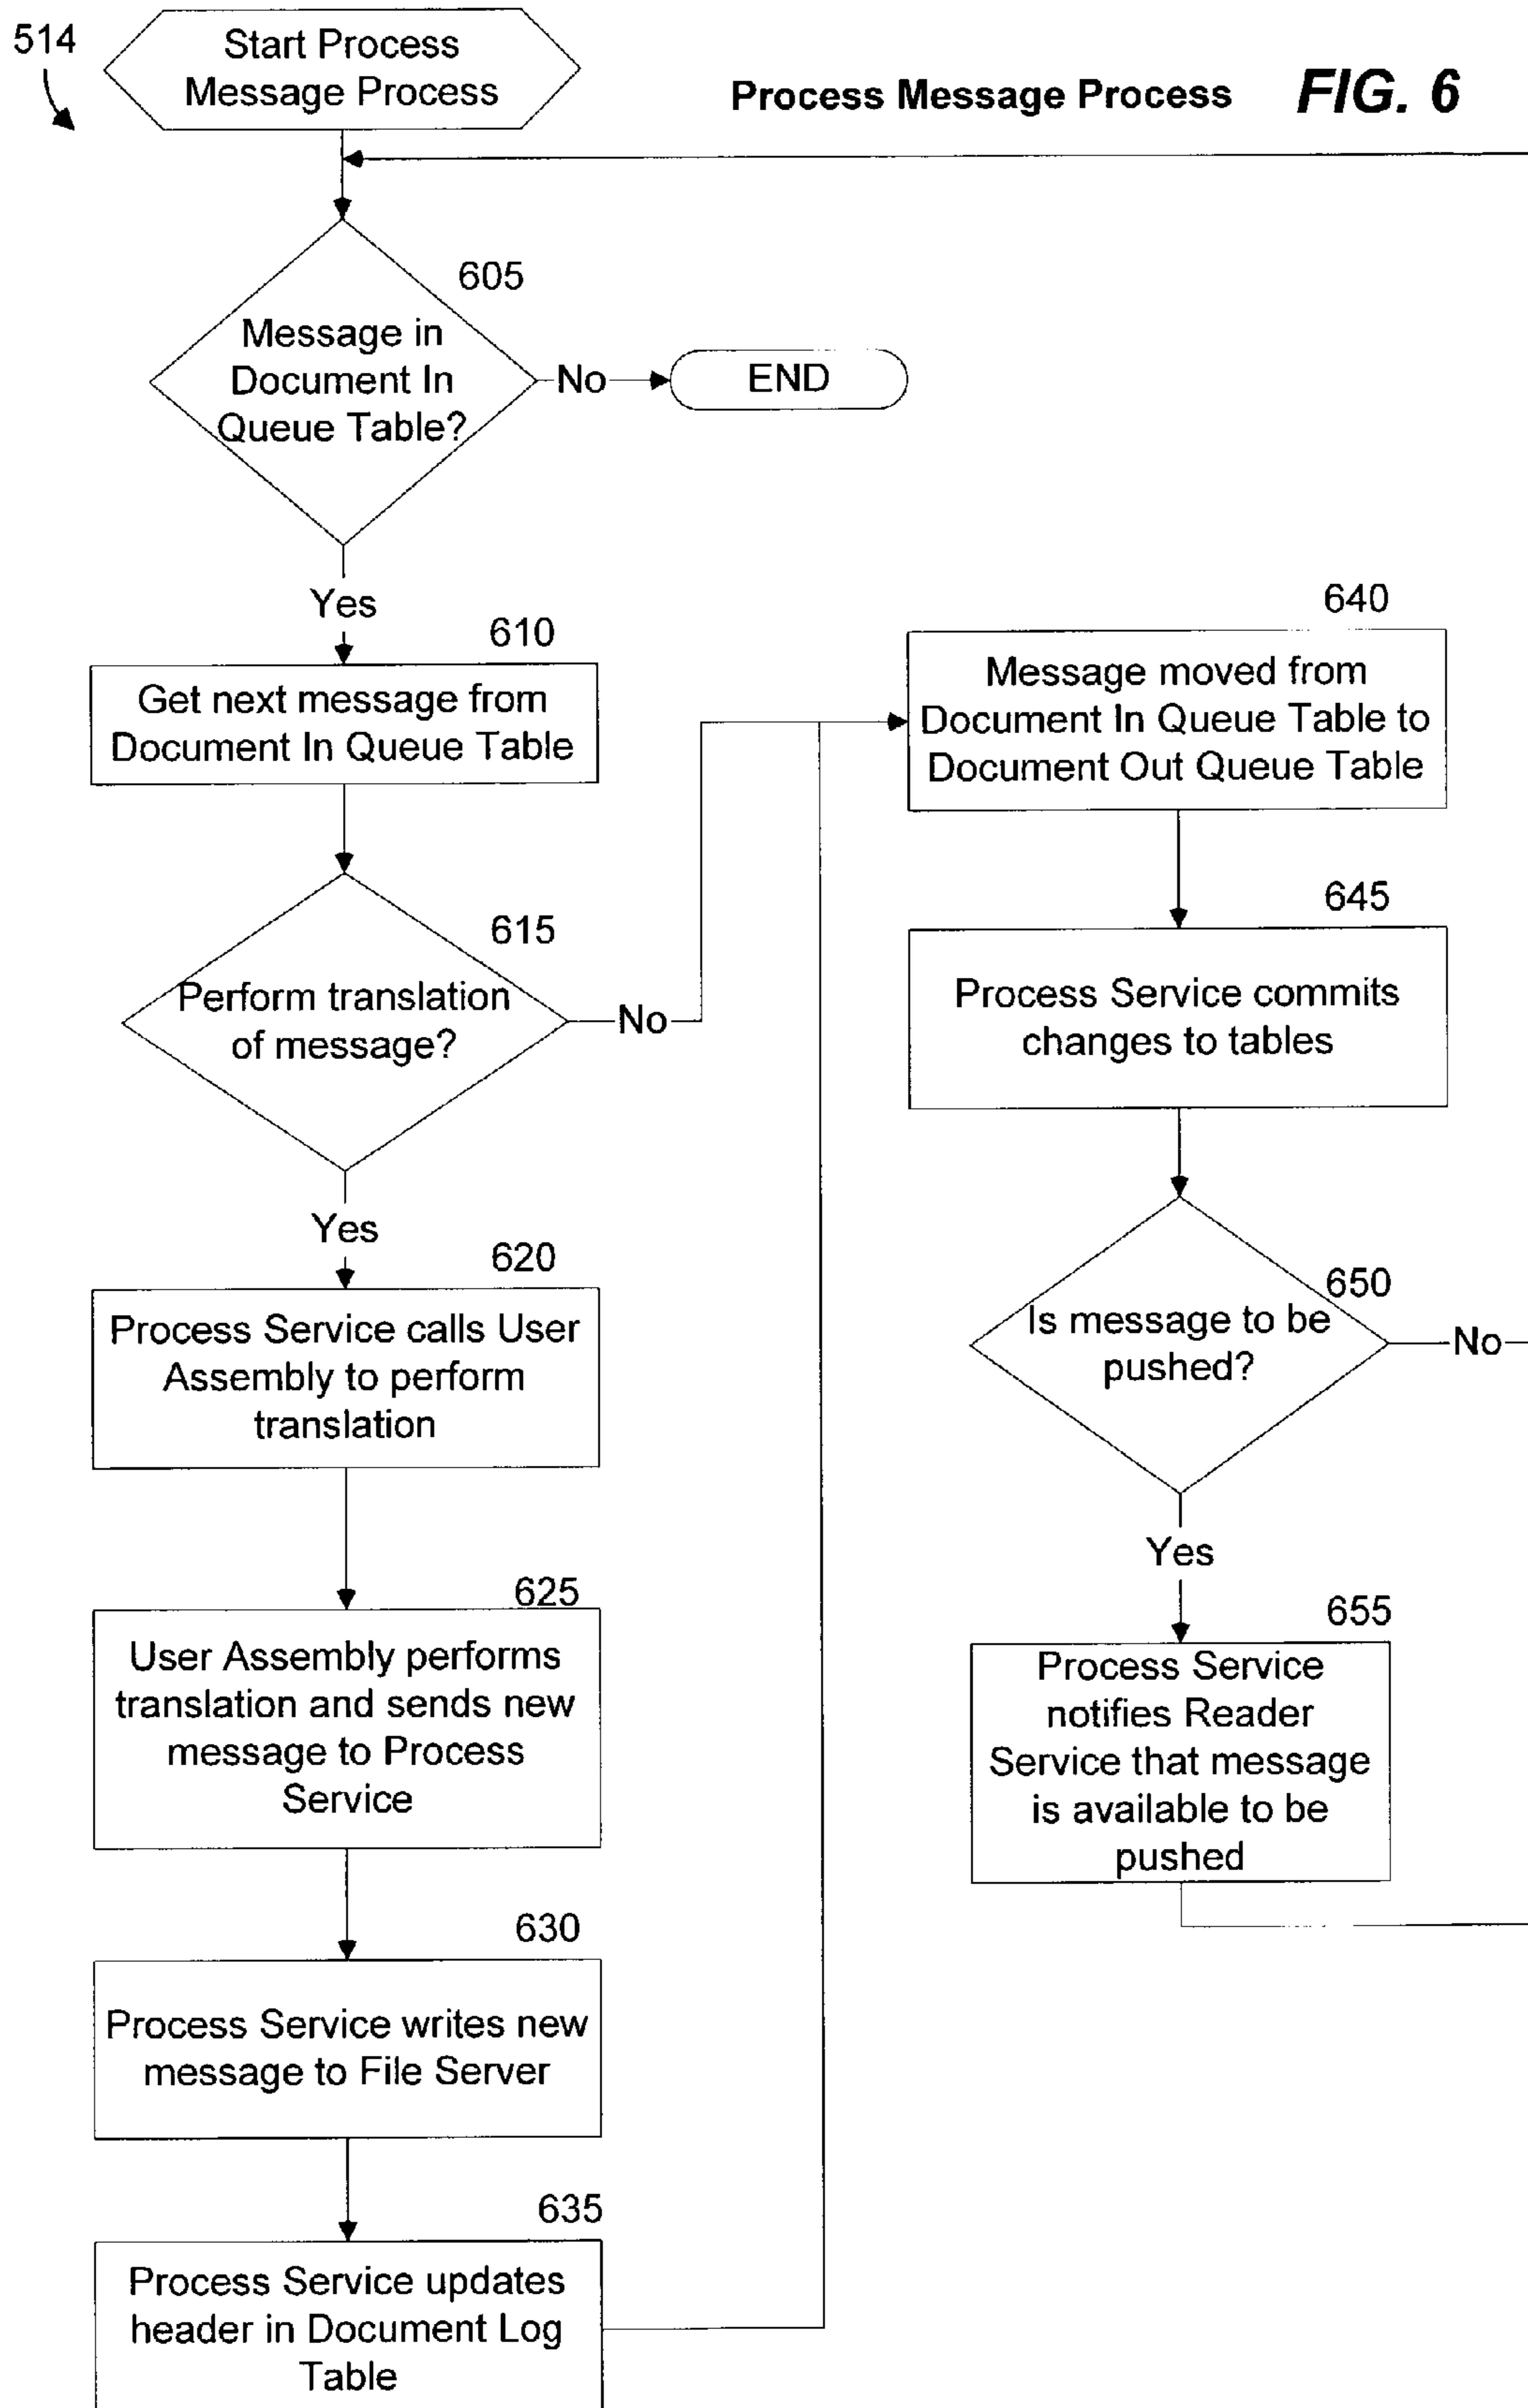 514
Start Process
Message Process
Process Message Process FIG. 6
605
Message in
Document In
Queue Table?
No
END
Yes
610
Get next message from
Document In Queue Table
615
Perform translation
of message?
No
Yes
620
Process Service calls User
Assembly to perform
translation
625
User Assembly performs
translation and sends new
message to Process
Service
630
Process Service writes new
message to File Server
635
Process Service updates
header in Document Log
Table
640
Message moved from
Document In Queue Table to
Document Out Queue Table
645
Process Service commits
changes to tables
650
Is message to be
pushed?
No
Yes
655
Process Service
notifies Reader
Service that message
is available to be
pushed